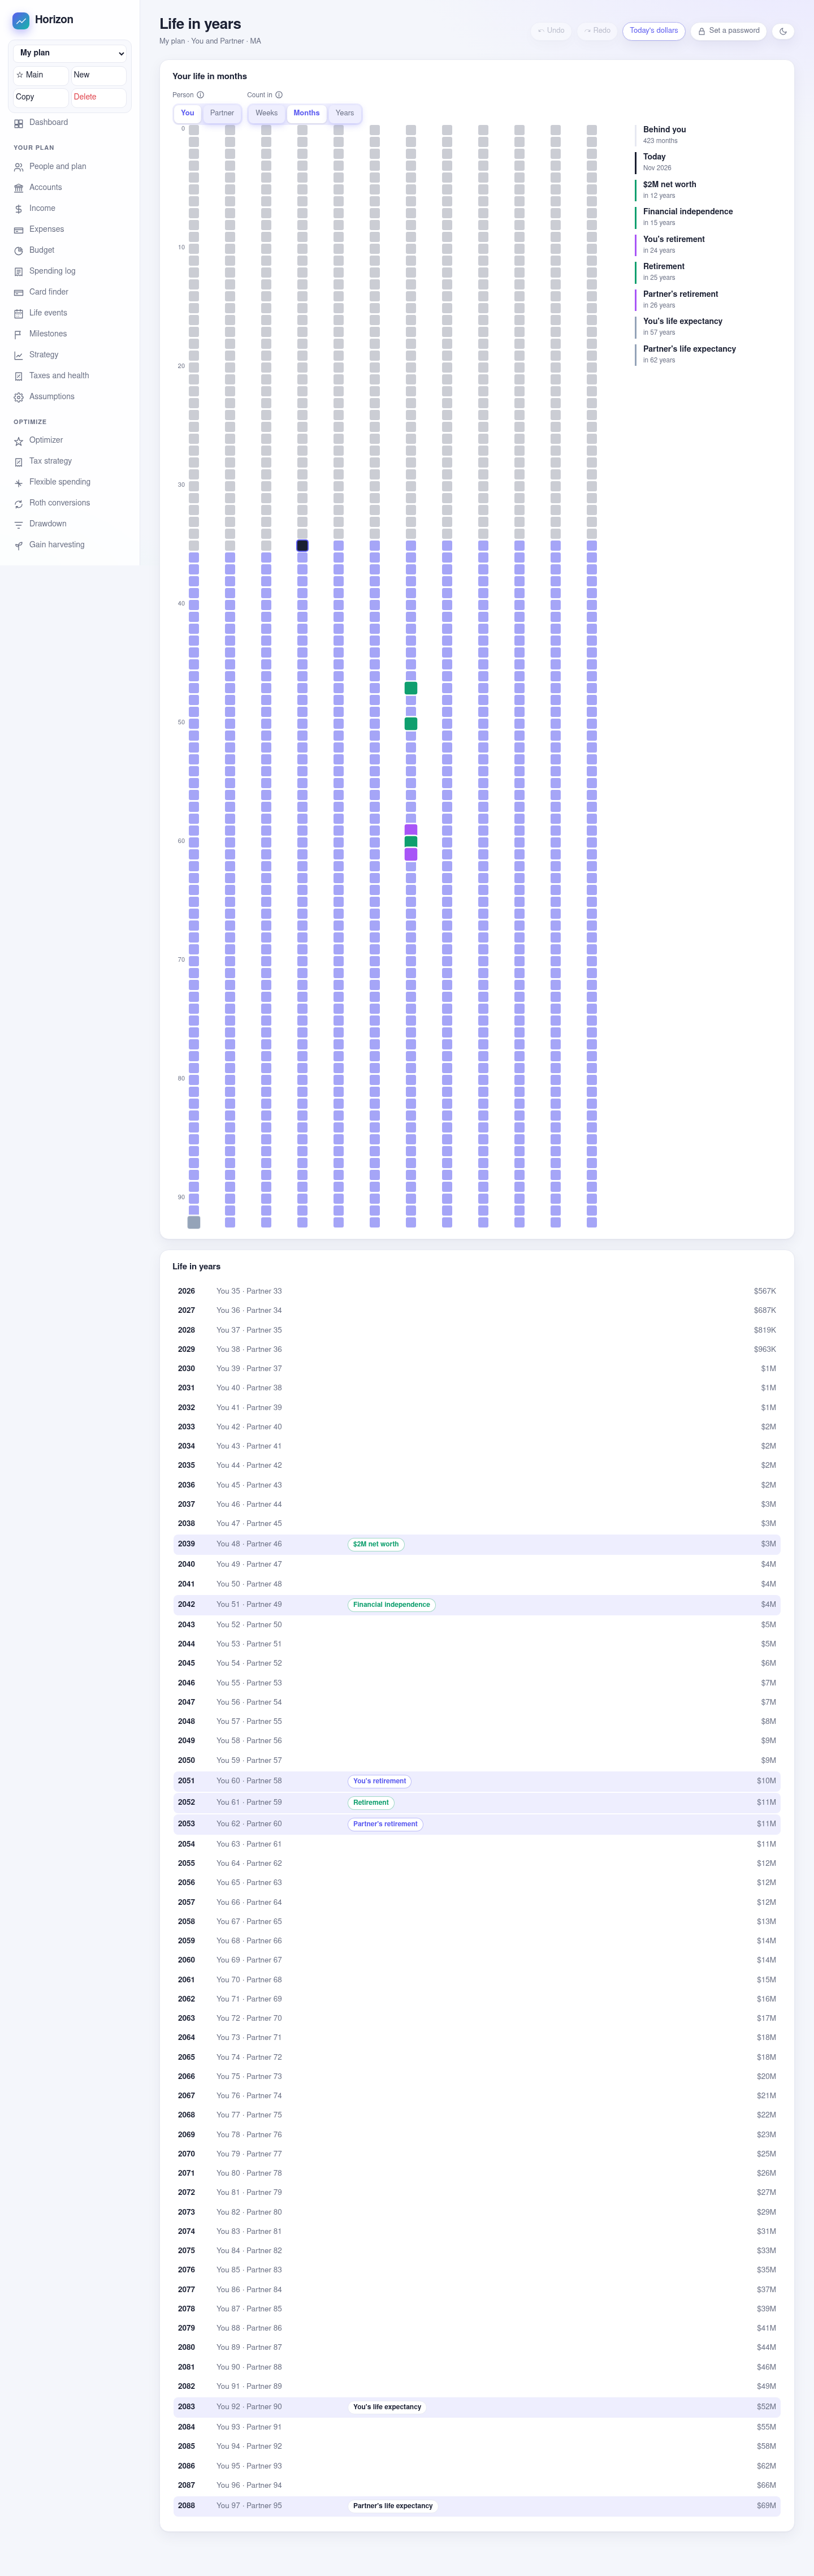 Horizon
My plan
☆ Main
New
Copy
Delete
Dashboard
YOUR PLAN
People and plan
Accounts
Income
Expenses
Budget
Spending log
Card finder
Life events
Milestones
Strategy
Taxes and health
Assumptions
OPTIMIZE
Optimizer
Tax strategy
Flexible spending
Roth conversions
Drawdown
Gain harvesting
Life in years
My plan · You and Partner · MA
Undo
Redo
Today's dollars
Set a password
Your life in months
Person
Count in
You
Partner
Weeks
Months
Years
0
10
20
30
40
50
60
70
80
90
Behind you
423 months
Today
Nov 2026
$2M net worth
in 12 years
Financial independence
in 15 years
You's retirement
in 24 years
Retirement
in 25 years
Partner's retirement
in 26 years
You's life expectancy
in 57 years
Partner's life expectancy
in 62 years
Life in years
2026 You 35 · Partner 33 $567K
2027 You 36 · Partner 34 $687K
2028 You 37 · Partner 35 $819K
2029 You 38 · Partner 36 $963K
2030 You 39 · Partner 37 $1M
2031 You 40 · Partner 38 $1M
2032 You 41 · Partner 39 $1M
2033 You 42 · Partner 40 $2M
2034 You 43 · Partner 41 $2M
2035 You 44 · Partner 42 $2M
2036 You 45 · Partner 43 $2M
2037 You 46 · Partner 44 $3M
2038 You 47 · Partner 45 $3M
2039 You 48 · Partner 46 $2M net worth $3M
2040 You 49 · Partner 47 $4M
2041 You 50 · Partner 48 $4M
2042 You 51 · Partner 49 Financial independence $4M
2043 You 52 · Partner 50 $5M
2044 You 53 · Partner 51 $5M
2045 You 54 · Partner 52 $6M
2046 You 55 · Partner 53 $7M
2047 You 56 · Partner 54 $7M
2048 You 57 · Partner 55 $8M
2049 You 58 · Partner 56 $9M
2050 You 59 · Partner 57 $9M
2051 You 60 · Partner 58 You's retirement $10M
2052 You 61 · Partner 59 Retirement $11M
2053 You 62 · Partner 60 Partner's retirement $11M
2054 You 63 · Partner 61 $11M
2055 You 64 · Partner 62 $12M
2056 You 65 · Partner 63 $12M
2057 You 66 · Partner 64 $12M
2058 You 67 · Partner 65 $13M
2059 You 68 · Partner 66 $14M
2060 You 69 · Partner 67 $14M
2061 You 70 · Partner 68 $15M
2062 You 71 · Partner 69 $16M
2063 You 72 · Partner 70 $17M
2064 You 73 · Partner 71 $18M
2065 You 74 · Partner 72 $18M
2066 You 75 · Partner 73 $20M
2067 You 76 · Partner 74 $21M
2068 You 77 · Partner 75 $22M
2069 You 78 · Partner 76 $23M
2070 You 79 · Partner 77 $25M
2071 You 80 · Partner 78 $26M
2072 You 81 · Partner 79 $27M
2073 You 82 · Partner 80 $29M
2074 You 83 · Partner 81 $31M
2075 You 84 · Partner 82 $33M
2076 You 85 · Partner 83 $35M
2077 You 86 · Partner 84 $37M
2078 You 87 · Partner 85 $39M
2079 You 88 · Partner 86 $41M
2080 You 89 · Partner 87 $44M
2081 You 90 · Partner 88 $46M
2082 You 91 · Partner 89 $49M
2083 You 92 · Partner 90 You's life expectancy $52M
2084 You 93 · Partner 91 $55M
2085 You 94 · Partner 92 $58M
2086 You 95 · Partner 93 $62M
2087 You 96 · Partner 94 $66M
2088 You 97 · Partner 95 Partner's life expectancy $69M